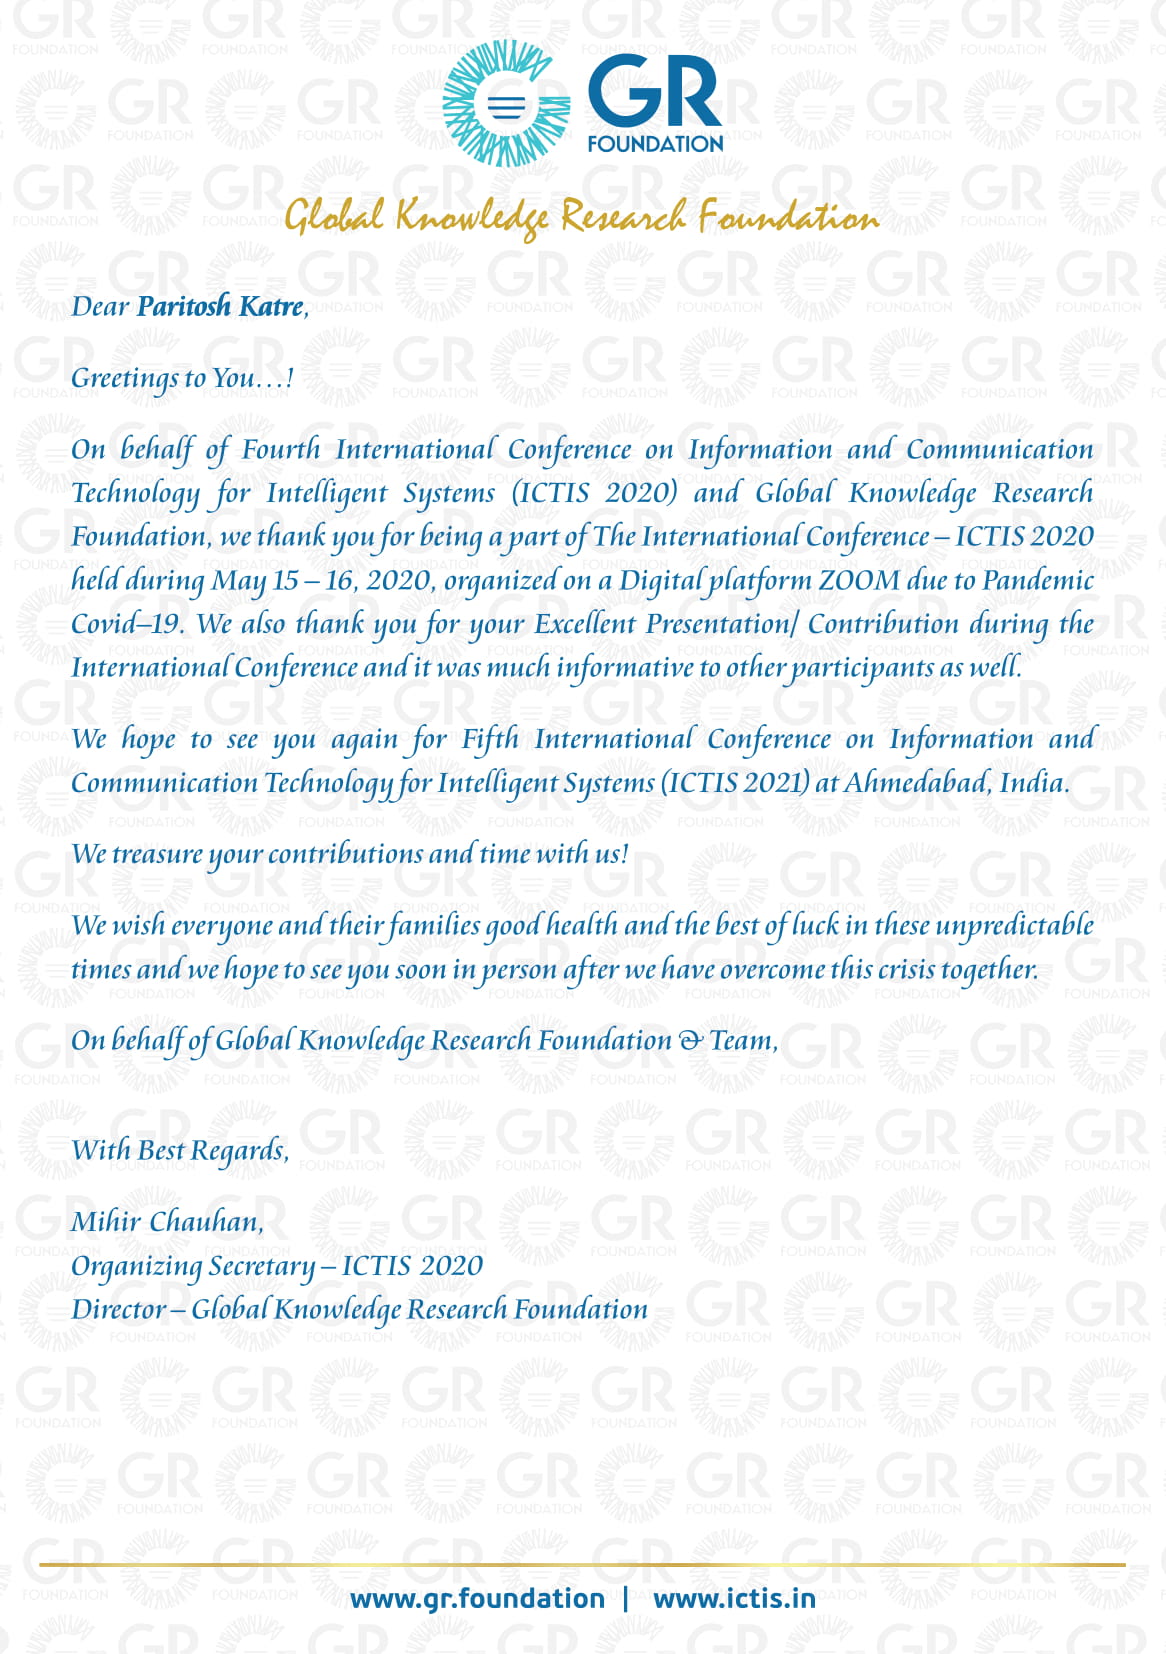 GR
FOUNDATION
Global Knowledge Research Foundation
Dear Paritosh Katre,
Greetings to You…!
On behalf of Fourth International Conference on Information and Communication
Technology for Intelligent Systems (ICTIS 2020) and Global Knowledge Research
Foundation, we thank you for being a part of The International Conference – ICTIS 2020
held during May 15 – 16, 2020, organized on a Digital platform ZOOM due to Pandemic
Covid–19. We also thank you for your Excellent Presentation/ Contribution during the
International Conference and it was much informative to other participants as well.
We hope to see you again for Fifth International Conference on Information and
Communication Technology for Intelligent Systems (ICTIS 2021) at Ahmedabad, India.
We treasure your contributions and time with us!
We wish everyone and their families good health and the best of luck in these unpredictable
times and we hope to see you soon in person after we have overcome this crisis together.
On behalf of Global Knowledge Research Foundation & Team,
With Best Regards,
Mihir Chauhan,
Organizing Secretary – ICTIS 2020
Director – Global Knowledge Research Foundation
www.gr.foundation | www.ictis.in